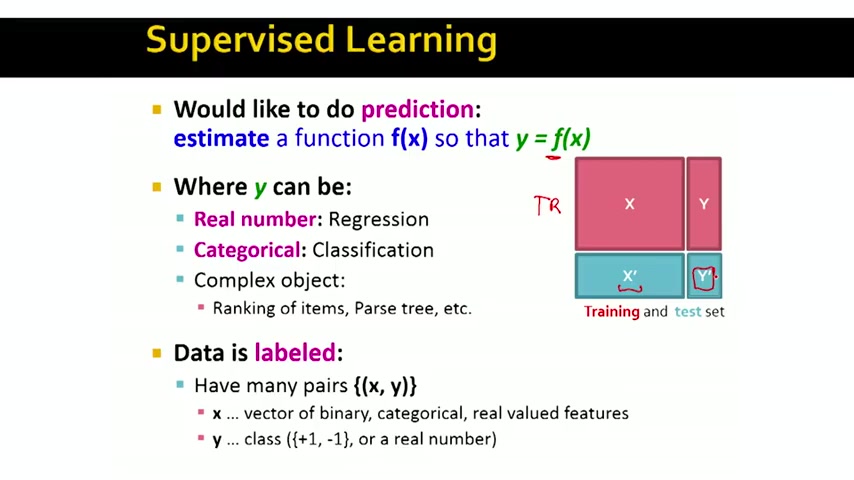 Supervised Learning
Would like to do prediction:
estimate a function f(x) so that y = f(x)
Where y can be:
Real number: Regression
Categorical: Classification
Complex object:
Ranking of items, Parse tree, etc.
TR
X
Y
X'
Y'
Training and test set
Data is labeled:
Have many pairs {(x, y)}
x ... vector of binary, categorical, real valued features
y ... class ({+1, -1}, or a real number)